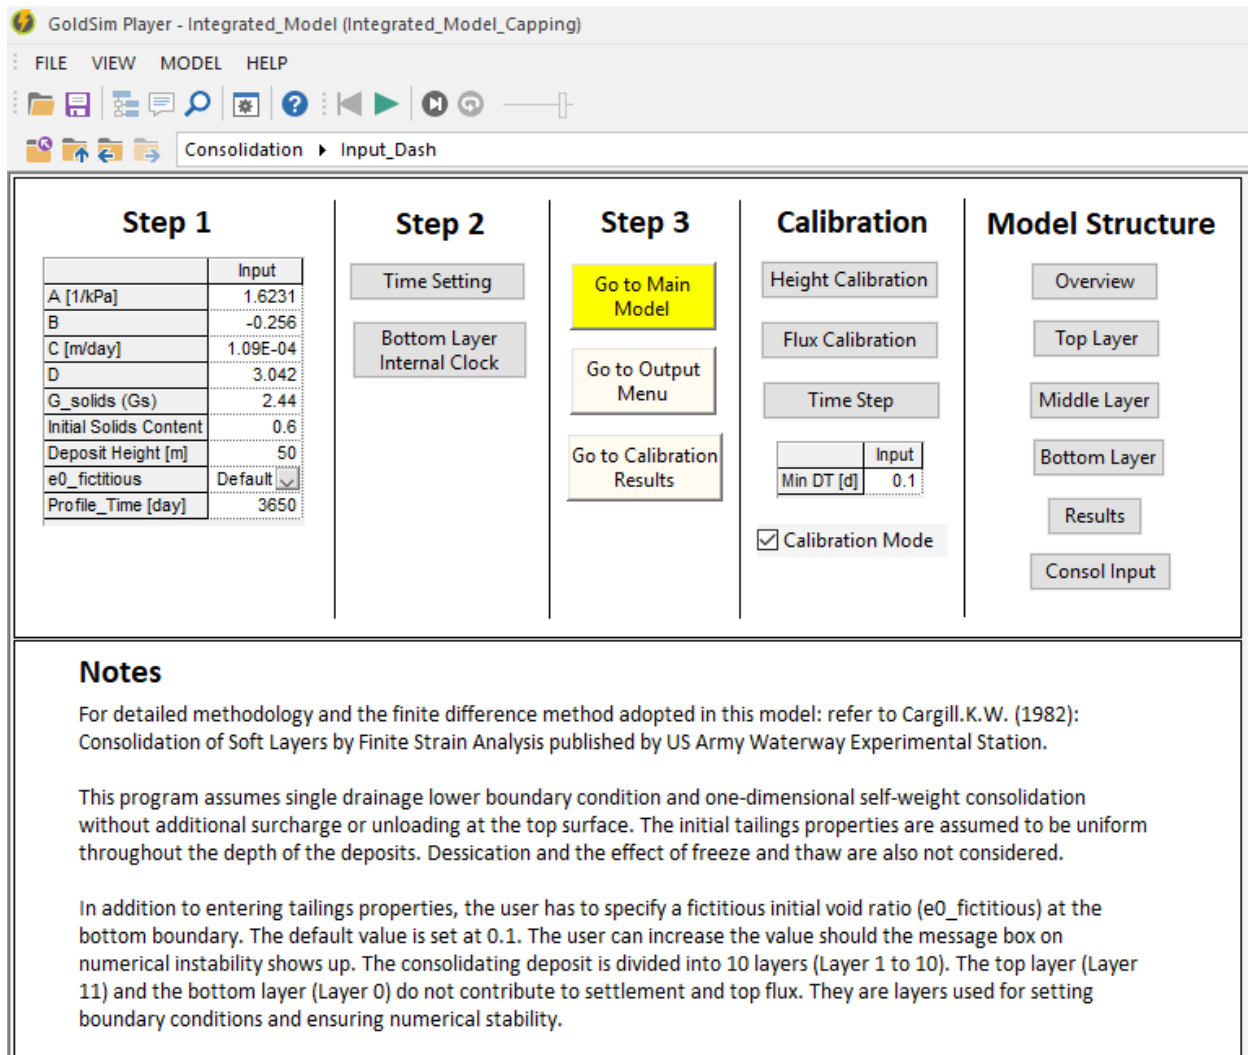 GoldSim Player - Integrated_Model (Integrated_Model_Capping)
FILE VIEW MODEL HELP
Consolidation Input_Dash
Step 1
Input
A [1/kPa] 1.6231
B -0.256
C [m/day] 1.09E-04
D 3.042
G_solids (Gs) 2.44
Initial Solids Content 0.6
Deposit Height [m] 50
e0_fictitious Default
Profile_Time [day] 3650
Step 2
Time Setting
Bottom Layer
Internal Clock
Step 3
Go to Main
Model
Go to Output
Menu
Go to Calibration
Results
Calibration
Height Calibration
Flux Calibration
Time Step
Input
Min DT [d] 0.1
Calibration Mode
Model Structure
Overview
Top Layer
Middle Layer
Bottom Layer
Results
Consol Input
Notes
For detailed methodology and the finite difference method adopted in this model: refer to Cargill.K.W. (1982):
Consolidation of Soft Layers by Finite Strain Analysis published by US Army Waterway Experimental Station.
This program assumes single drainage lower boundary condition and one-dimensional self-weight consolidation
without additional surcharge or unloading at the top surface. The initial tailings properties are assumed to be uniform
throughout the depth of the deposits. Dessication and the effect of freeze and thaw are also not considered.
In addition to entering tailings properties, the user has to specify a fictitious initial void ratio (e0_fictitious) at the
bottom boundary. The default value is set at 0.1. The user can increase the value should the message box on
numerical instability shows up. The consolidating deposit is divided into 10 layers (Layer 1 to 10). The top layer (Layer
11) and the bottom layer (Layer 0) do not contribute to settlement and top flux. They are layers used for setting
boundary conditions and ensuring numerical stability.